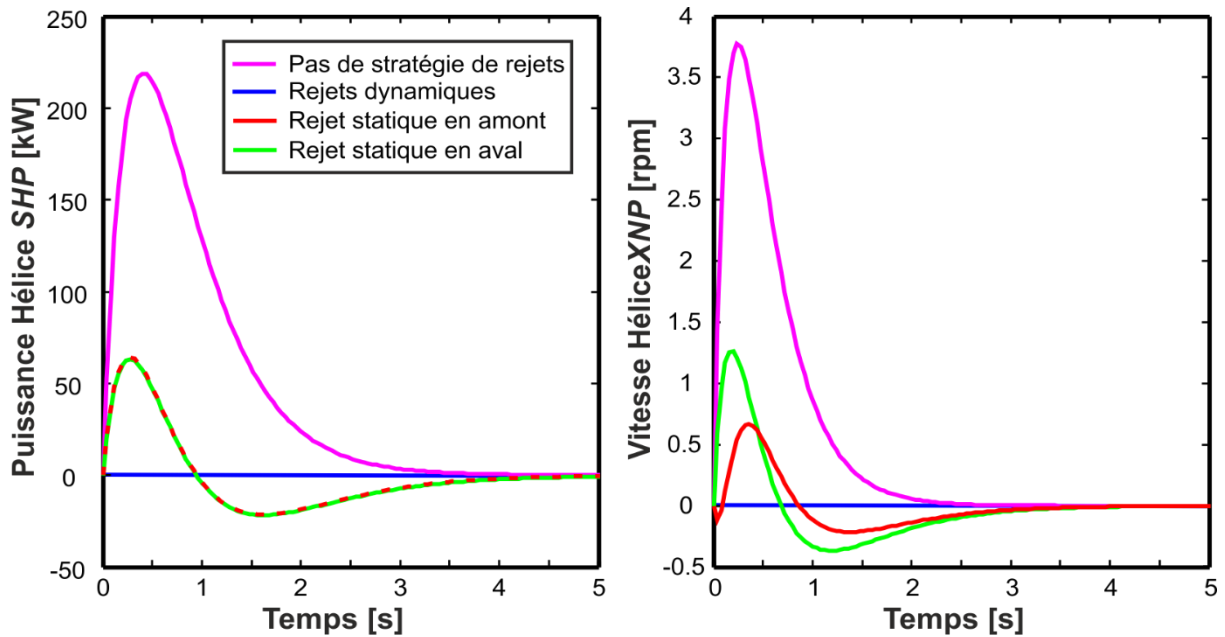 Puissance Hélice SHP [kW]
250
200
150
100
50
0
-50
Pas de stratégie de rejets
Rejets dynamiques
Rejet statique en amont
Rejet statique en aval
0 1 2 3 4 5
Temps [s]
Vitesse HéliceXNP [rpm]
4
3.5
3
2.5
2
1.5
1
0.5
0
-0.5
0 1 2 3 4 5
Temps [s]